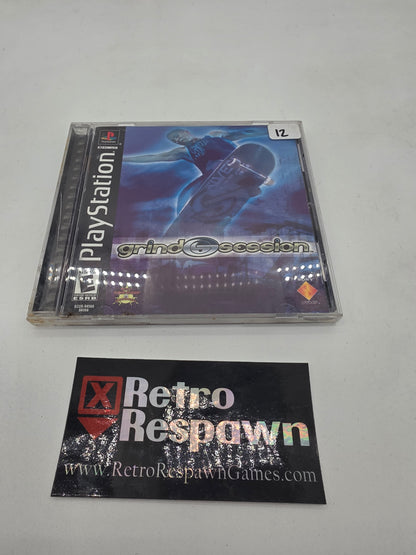 12
PlayStation
grind session
Retro
Respawn
www.RetroRespawnGames.com